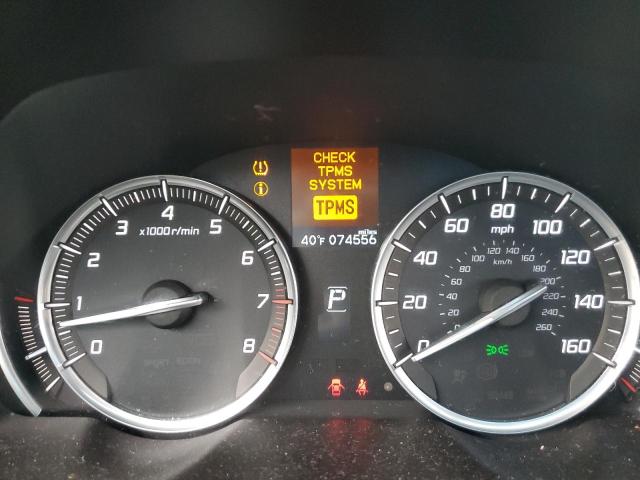 CHECK
TPMS
SYSTEM
TPMS
miles
40°F 074556
P
x1000r/min
0 1 2 3 4 5 6 7 8
mph
0 20 40 60 80 100 120 140 160
km/h
0 20 40 60 80 100 120 140 160 180 200 220 240 260